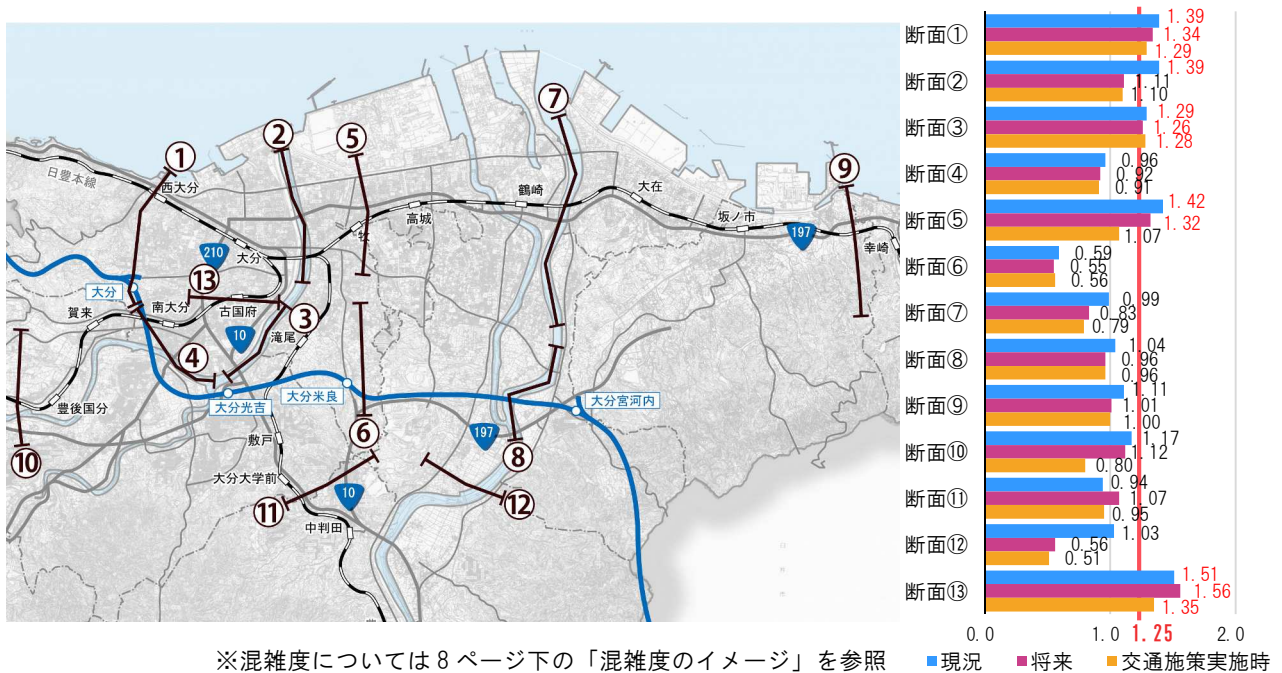 ①
②
⑤
⑦
⑨
日豊本線
西大分
大分
牧
高城
鶴崎
大在
坂ノ市
幸崎
210
197
⑬
大分
賀来
南大分
古国府
③
10
滝尾
④
豊後国分
大分光吉
大分米良
大分宮河内
⑥
197
⑩
敷戸
⑧
大分大学前
⑪
10
⑫
中判田
断面① 1.39
1.34
1.29
断面② 1.39
1.11
1.10
断面③ 1.29
1.26
1.28
断面④ 0.96
0.92
0.91
断面⑤ 1.42
1.32
1.07
断面⑥ 0.59
0.55
0.56
断面⑦ 0.99
0.83
0.79
断面⑧ 1.04
0.96
0.96
断面⑨ 1.11
1.01
1.00
断面⑩ 1.17
1.12
0.80
断面⑪ 0.94
1.07
0.95
断面⑫ 1.03
0.56
0.51
断面⑬ 1.51
1.56
1.35
0.0 1.0 1.25 2.0
※混雑度については8ページ下の「混雑度のイメージ」を参照
現況 将来 交通施策実施時